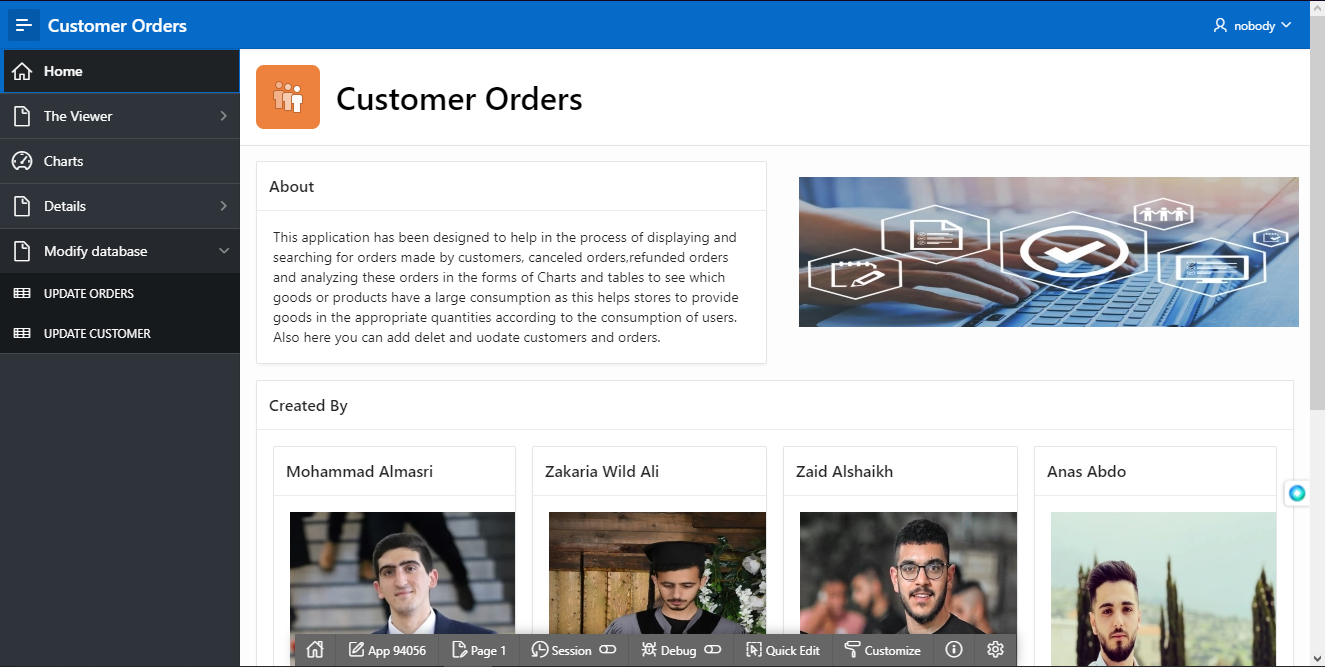 Customer Orders
nobody
Home
The Viewer
Charts
Details
Modify database
UPDATE ORDERS
UPDATE CUSTOMER
Customer Orders
About
This application has been designed to help in the process of displaying and
searching for orders made by customers, canceled orders,refunded orders
and analyzing these orders in the forms of Charts and tables to see which
goods or products have a large consumption as this helps stores to provide
goods in the appropriate quantities according to the consumption of users.
Also here you can add delet and uodate customers and orders.
Created By
Mohammad Almasri
Zakaria Wild Ali
Zaid Alshaikh
Anas Abdo
App 94056
Page 1
Session
Debug
Quick Edit
Customize